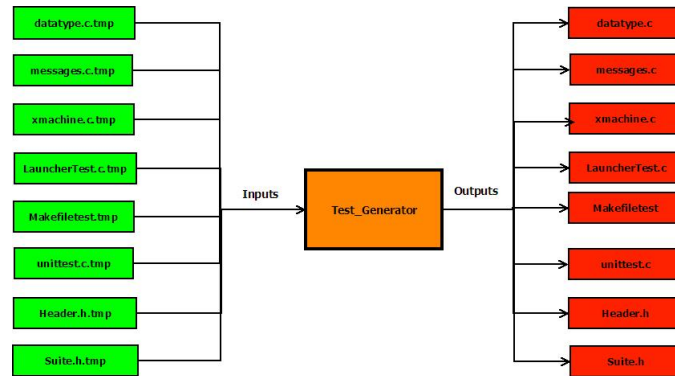 datatype.c.tmp
messages.c.tmp
xmachine.c.tmp
LauncherTest.c.tmp
Makefiletest.tmp
unittest.c.tmp
Header.h.tmp
Suite.h.tmp
Inputs
Test_Generator
Outputs
datatype.c
messages.c
xmachine.c
LauncherTest.c
Makefiletest
unittest.c
Header.h
Suite.h